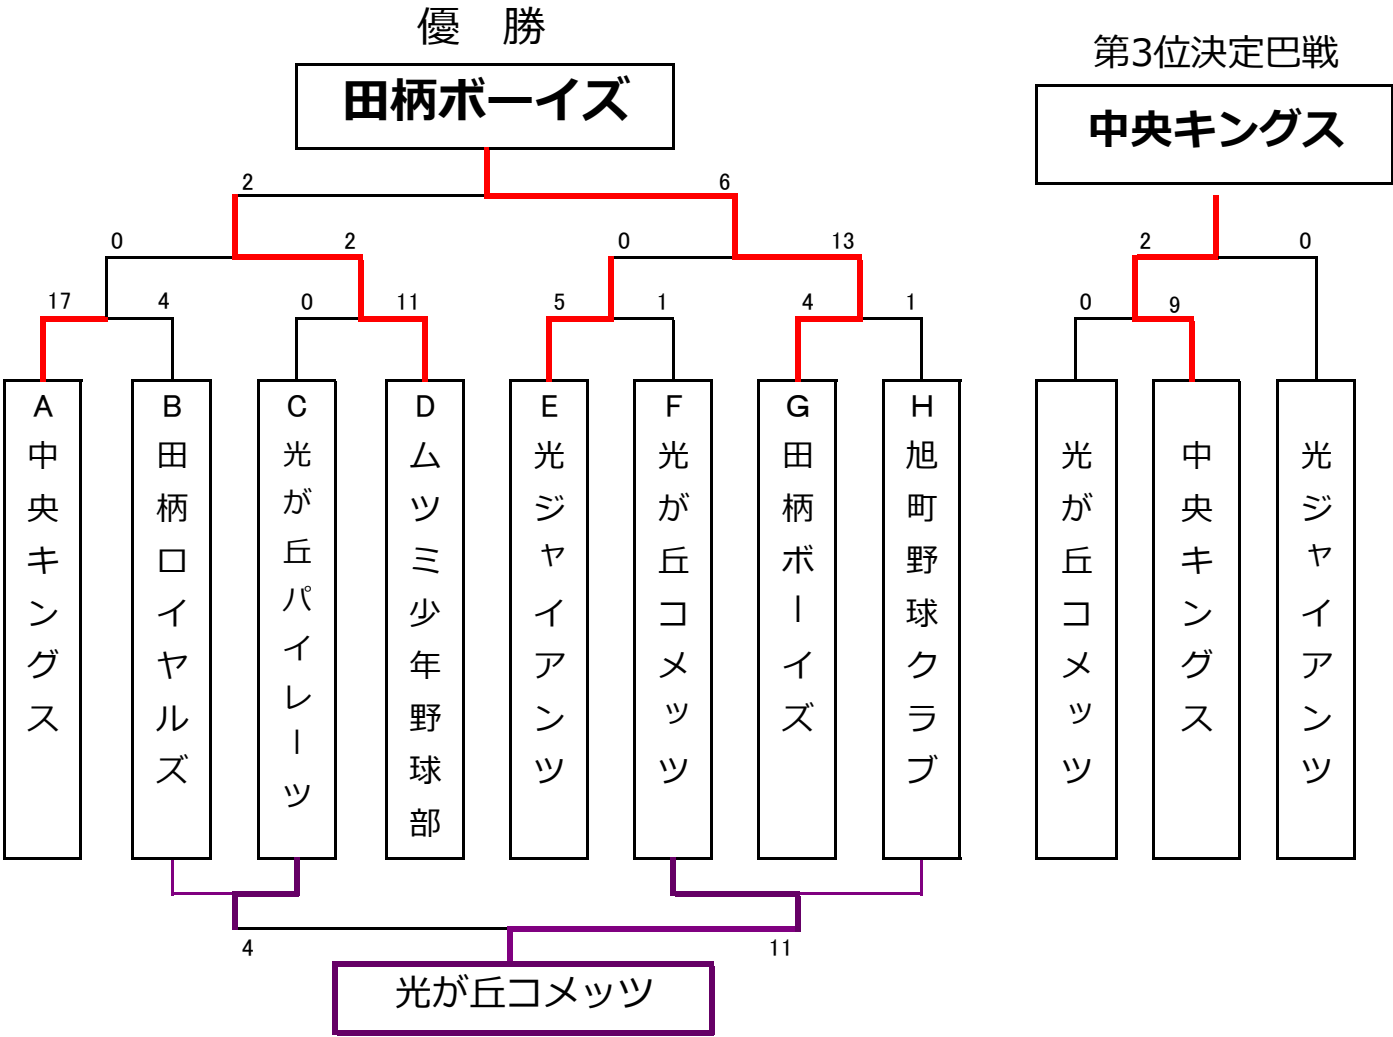 優　勝
第3位決定巴戦
田柄ボーイズ
中央キングス
2
6
0
2
0
13
2
0
17
4
0
11
5
1
4
1
0
9
A
中央キングス
B
田柄ロイヤルズ
C
光が丘パイレーツ
D
ムツミ少年野球部
E
光ジャイアンツ
F
光が丘コメッツ
G
田柄ボーイズ
H
旭町野球クラブ
光が丘コメッツ
中央キングス
光ジャイアンツ
4
11
光が丘コメッツ